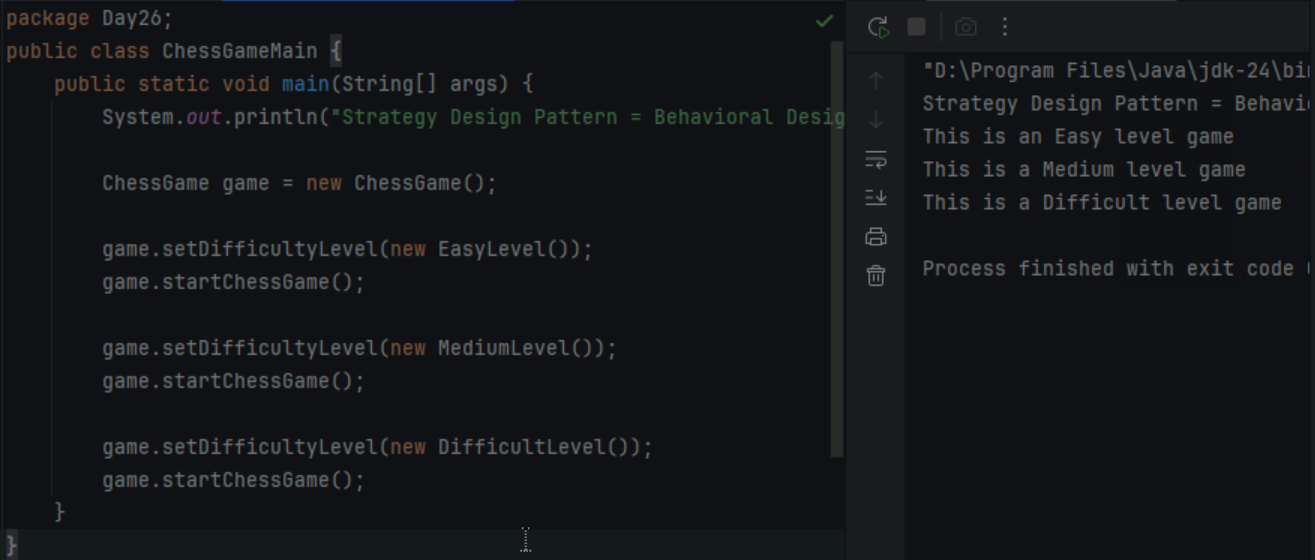 package Day26;
public class ChessGameMain {
public static void main(String[] args) {
System.out.println("Strategy Design Pattern = Behavioral
ChessGame game = new ChessGame();
game.setDifficultyLevel(new EasyLevel());
game.startChessGame();
game.setDifficultyLevel(new MediumLevel());
game.startChessGame();
game.setDifficultyLevel(new DifficultLevel());
game.startChessGame();
}
}
"D:\Program Files\Java\jdk-24\
Strategy Design Pattern =
This is an Easy level game
This is a Medium level game
This is a Difficult level game
Process finished with exit code